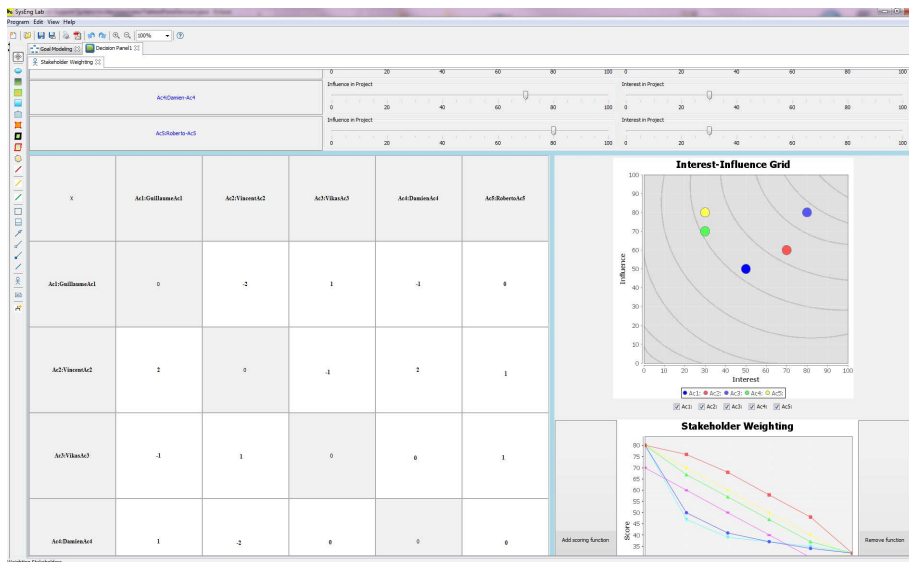 SysEng Lab
Program Edit View Help
100%
Goal Modeling Decision Panel1
Stakeholder Weighting
0 20 40 60 80 100 0 20 40 60 80 100
Ac4:Damien-Ac4
Influence in Project
0 20 40 60 80 100
Interest in Project
0 20 40 60 80 100
Ac5:Roberto-Ac5
Influence in Project
0 20 40 60 80 100
Interest in Project
0 20 40 60 80 100
X Ac1:GuillaumeAc1 Ac2:VincentAc2 Ac3:VikasAc3 Ac4:DamienAc4 Ac5:RobertoAc5
Ac1:GuillaumeAc1 0 -2 1 -1 0
Ac2:VincentAc2 2 0 -1 2 1
Ac3:VikasAc3 -1 1 0 0 1
Ac4:DamienAc4 1 -2 0 0 0
Interest-Influence Grid
100
90
80
70
60
50
40
30
20
10
0
Influence
0 10 20 30 40 50 60 70 80 90 100
Interest
Ac1: Ac2: Ac3: Ac4: Ac5:
Ac1: Ac2: Ac3: Ac4: Ac5:
Stakeholder Weighting
80
75
70
65
60
55
50
45
40
35
Score
Add scoring function
Remove function
Weighting Stakeholders